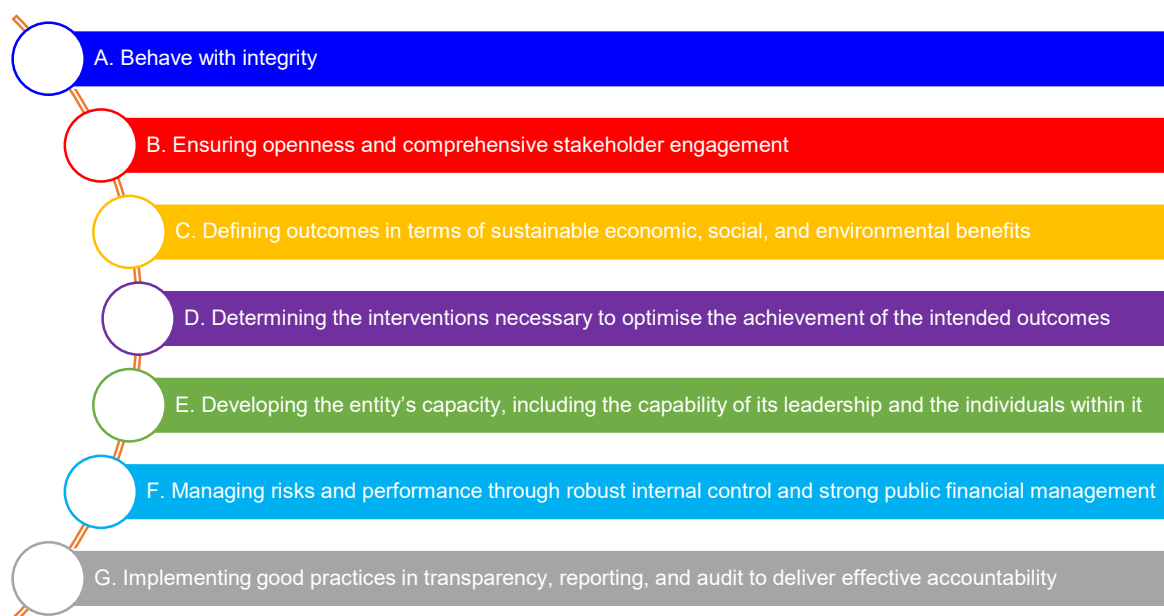 A. Behave with integrity
B. Ensuring openness and comprehensive stakeholder engagement
C. Defining outcomes in terms of sustainable economic, social, and environmental benefits
D. Determining the interventions necessary to optimise the achievement of the intended outcomes
E. Developing the entity’s capacity, including the capability of its leadership and the individuals within it
F. Managing risks and performance through robust internal control and strong public financial management
G. Implementing good practices in transparency, reporting, and audit to deliver effective accountability